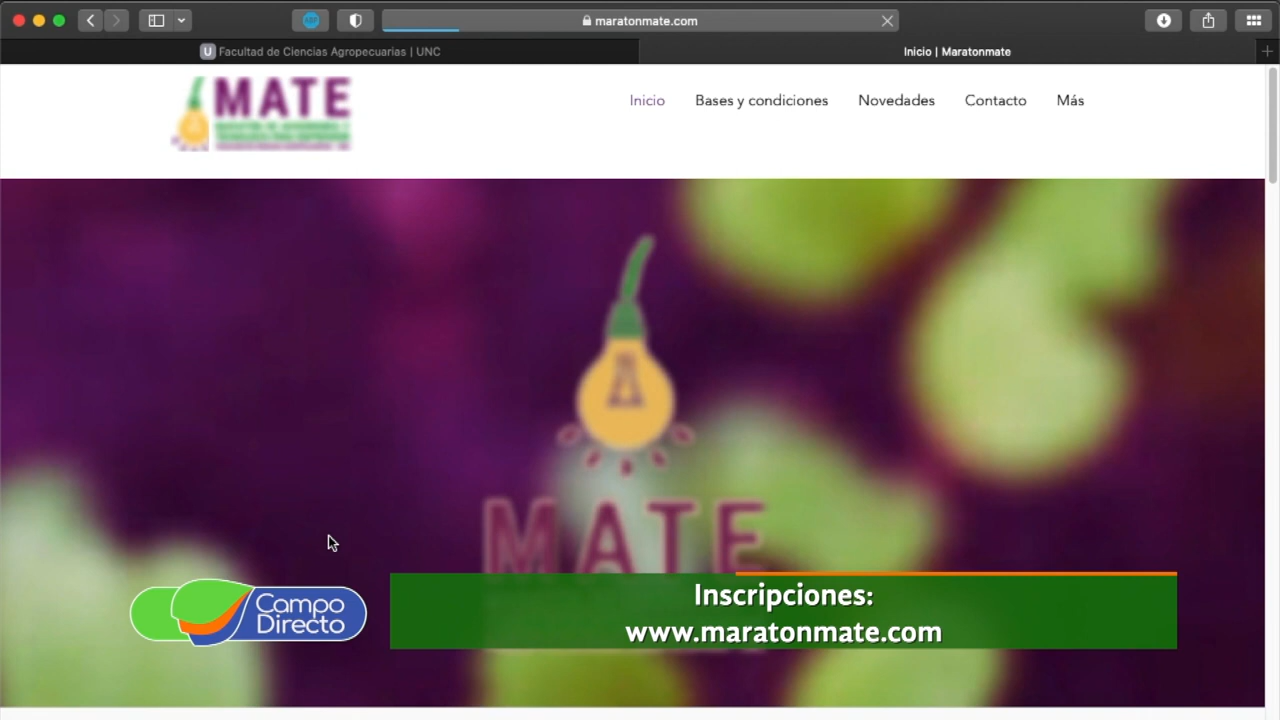 maratonmate.com
U Facultad de Ciencias Agropecuarias | UNC
Inicio | Maratonmate
MATE
Inicio
Bases y condiciones
Novedades
Contacto
Más
MATE
Campo
Directo
Inscripciones:
www.maratonmate.com